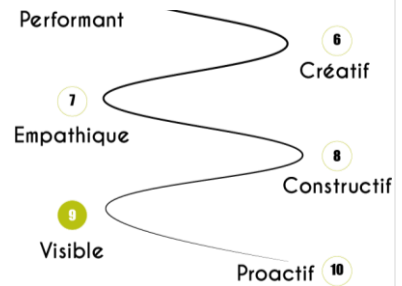 Performant
6
Créatif
7
Empathique
8
Constructif
9
Visible
Proactif 10